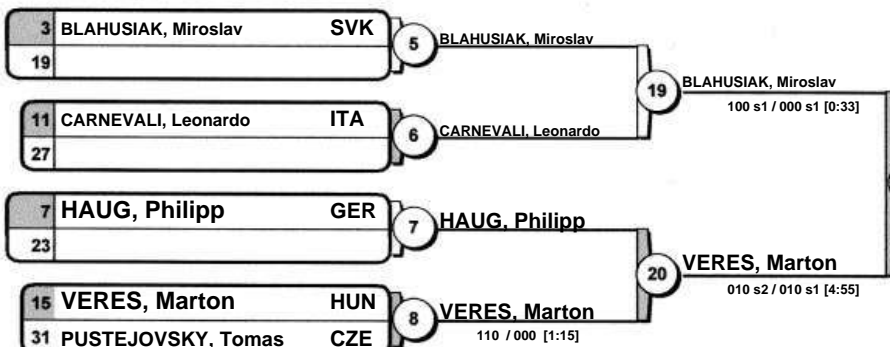 3 BLAHUSIAK, Miroslav SVK
19
5 BLAHUSIAK, Miroslav
11 CARNEVALI, Leonardo ITA
27
6 CARNEVALI, Leonardo
19 BLAHUSIAK, Miroslav
100 s1 / 000 s1 [0:33]
7 HAUG, Philipp GER
23
7 HAUG, Philipp
15 VERES, Marton HUN
31 PUSTEJOVSKY, Tomas CZE
8 VERES, Marton
110 / 000 [1:15]
20 VERES, Marton
010 s2 / 010 s1 [4:55]